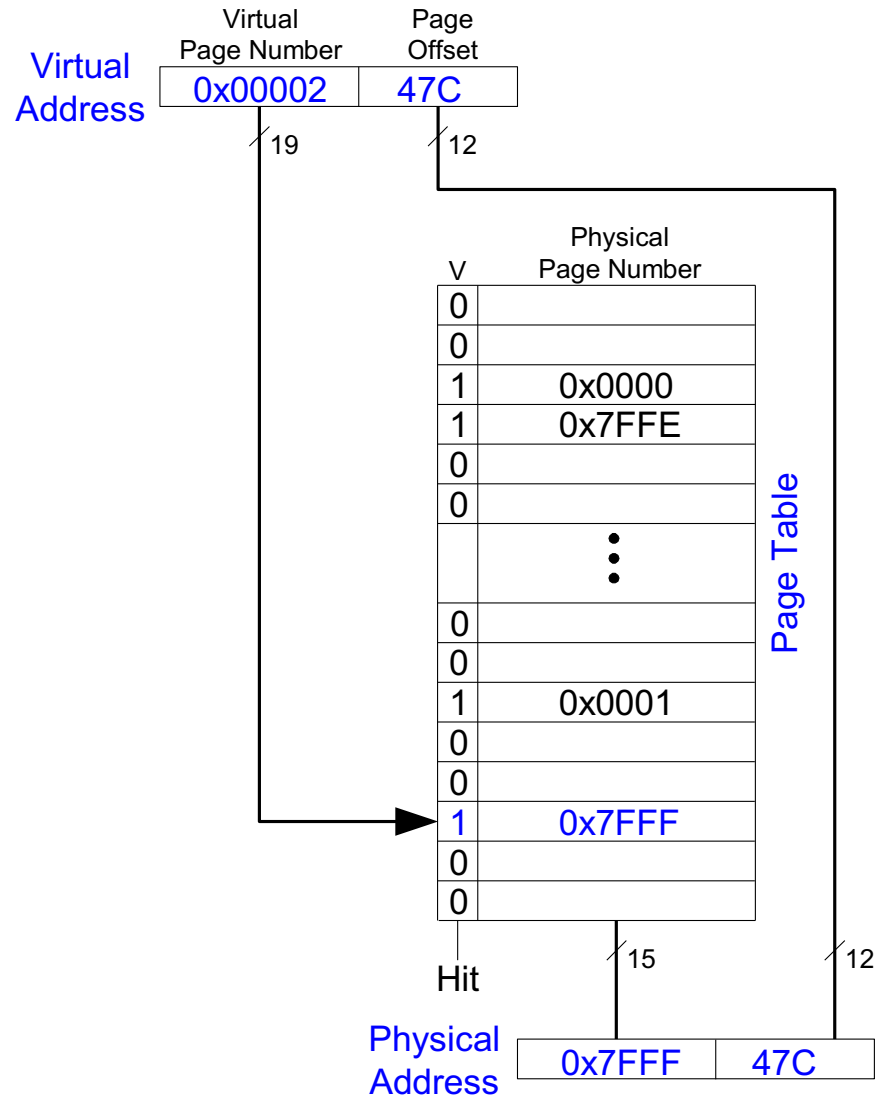 Virtual
Page Number
Page
Offset
Virtual
Address
0x00002
47C
19
12
V
Physical
Page Number
0
0
1 0x0000
1 0x7FFE
0
0
0
0
1 0x0001
0
0
1 0x7FFF
0
0
Page Table
Hit
15
12
Physical
Address
0x7FFF
47C